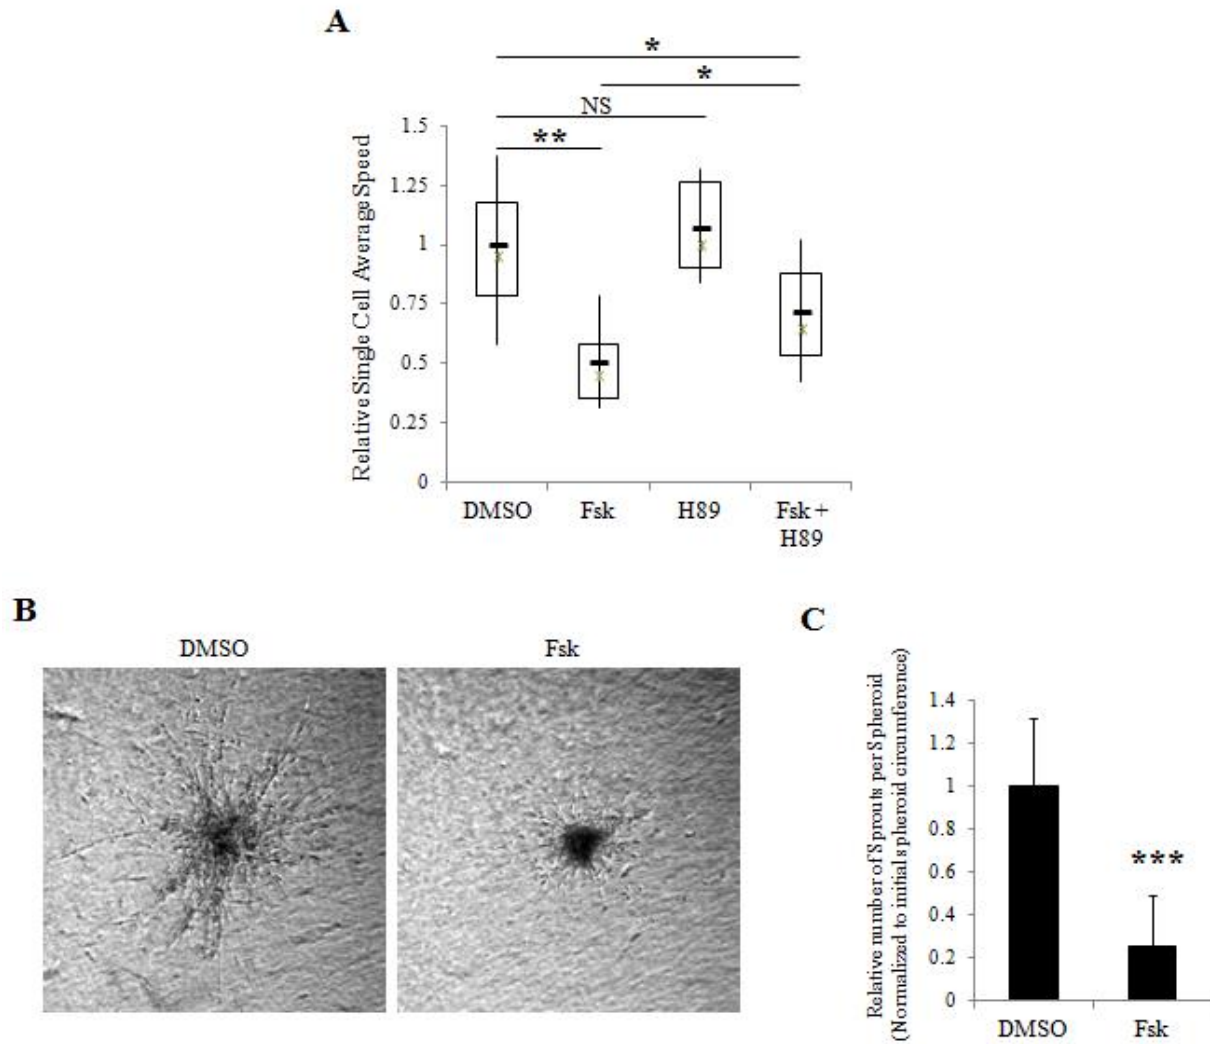 A
*
*
NS
**
Relative Single Cell Average Speed
1.5
1.25
1
0.75
0.5
0.25
0
DMSO
Fsk
H89
Fsk +
H89
B
DMSO
Fsk
C
Relative number of Sprouts per Spheroid
(Normalized to initial spheroid circumference)
1.4
1.2
1
0.8
0.6
0.4
0.2
0
***
DMSO
Fsk